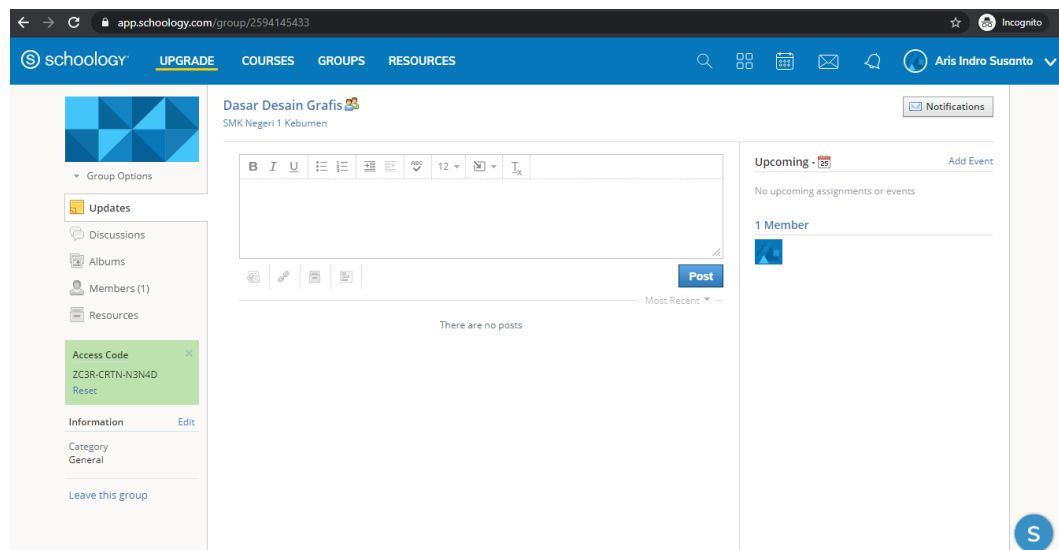 app.schoology.com/group/2594145433
Incognito
S schoology
UPGRADE
COURSES
GROUPS
RESOURCES
Aris Indro Susanto
Group Options
Updates
Discussions
Albums
Members (1)
Resources
Access Code
ZC3R-CRTN-N3N4D
Reset
Information Edit
Category
General
Leave this group
Dasar Desain Grafis
SMK Negeri 1 Kebumen
Notifications
B I U ABC 12 Tx
Post
Most Recent
There are no posts
Upcoming · 25 Add Event
No upcoming assignments or events
1 Member
S